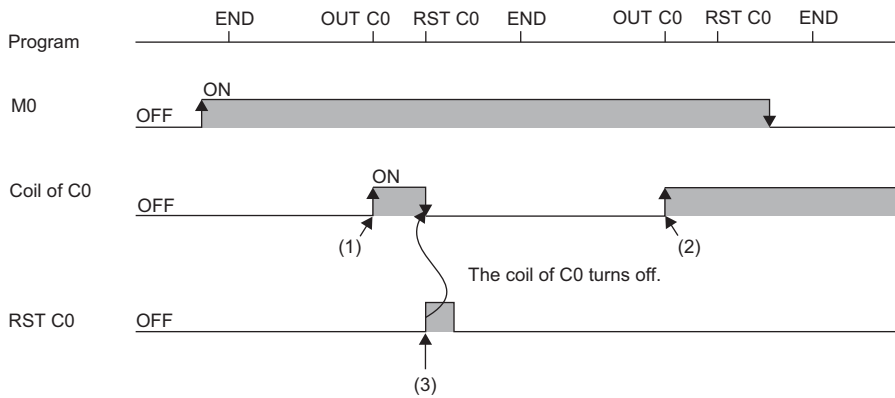 END OUT C0 RST C0 END OUT C0 RST C0 END
Program
ON
M0
OFF
ON
Coil of C0
OFF
(1) (2)
The coil of C0 turns off.
RST C0 OFF
(3)